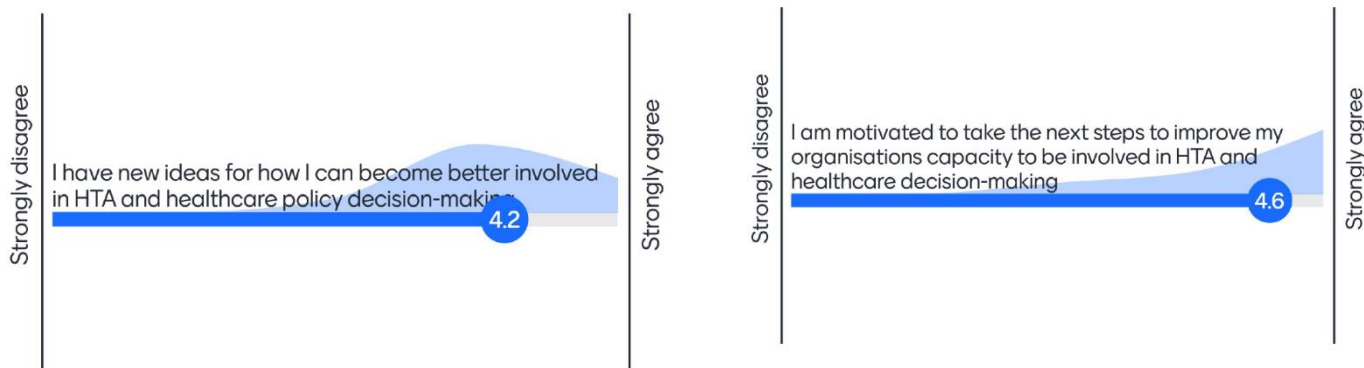 Strongly disagree
I have new ideas for how I can become better involved
in HTA and healthcare policy decision-making
4.2
Strongly agree
Strongly disagree
I am motivated to take the next steps to improve my
organisations capacity to be involved in HTA and
healthcare decision-making
4.6
Strongly agree